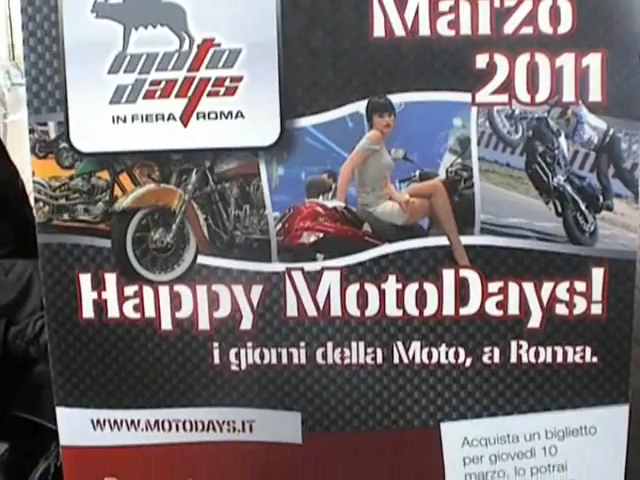 Marzo
2011
moto
days
IN FIERA ROMA
Happy MotoDays!
i giorni della Moto, a Roma.
WWW.MOTODAYS.IT
Acquista un biglietto
per giovedì 10
marzo, lo potrai